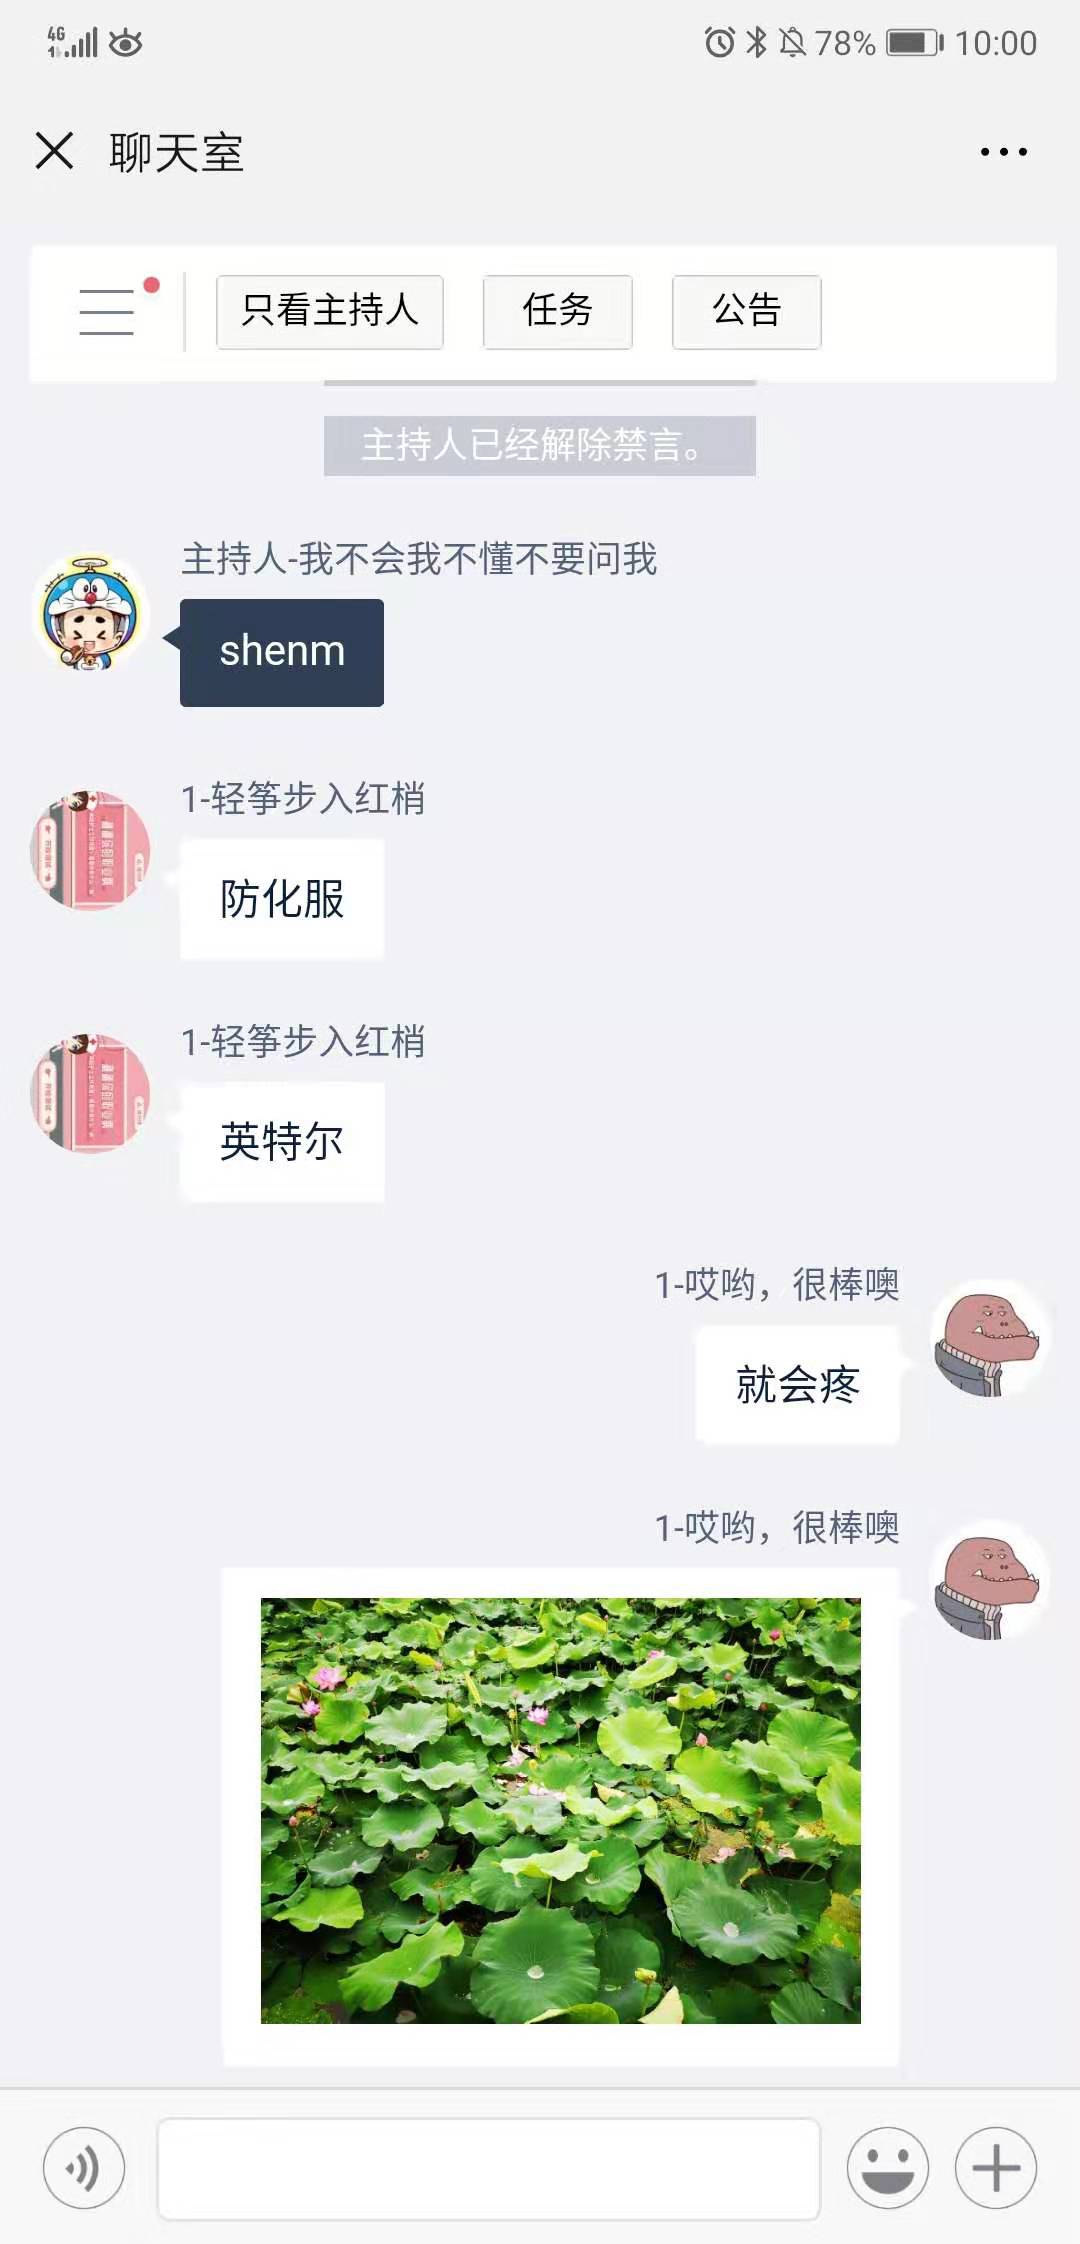 4G
78%
10:00
聊天室
只看主持人
任务
公告
主持人已经解除禁言。
主持人-我不会我不懂不要问我
shenm
1-轻筝步入红梢
防化服
1-轻筝步入红梢
英特尔
1-哎哟，很棒噢
就会疼
1-哎哟，很棒噢